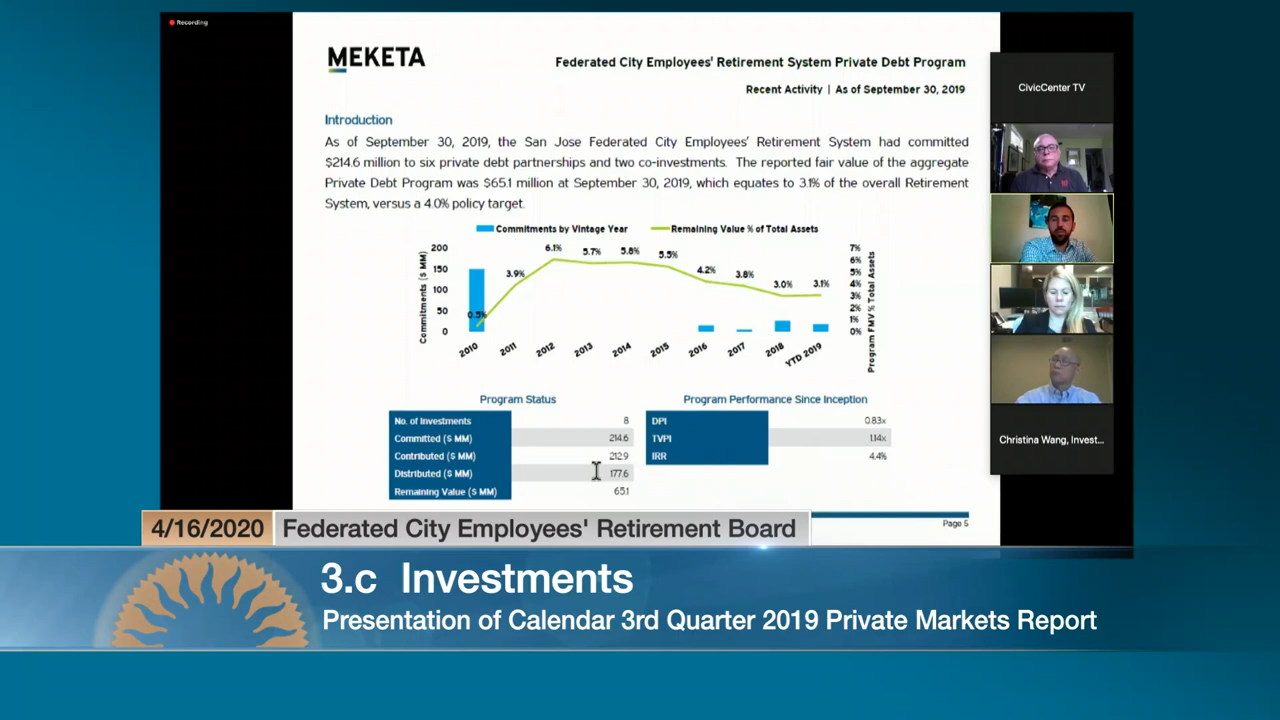 Recording
MEKETA
Federated City Employees' Retirement System Private Debt Program
Recent Activity | As of September 30, 2019
CivicCenter TV
Introduction
As of September 30, 2019, the San Jose Federated City Employees' Retirement System had committed
$214.6 million to six private debt partnerships and two co-investments. The reported fair value of the aggregate
Private Debt Program was $65.1 million at September 30, 2019, which equates to 3.1% of the overall Retirement
System, versus a 4.0% policy target.
Commitments by Vintage Year
Remaining Value % of Total Assets
Commitments ($ MM)
200
150
100
50
0
0.5%
3.9%
6.1%
5.7%
5.8%
5.5%
4.2%
3.8%
3.0%
3.1%
7%
6%
5%
4%
3%
2%
1%
0%
Program FMV % Total Assets
2010
2011
2012
2013
2014
2015
2016
2017
2018
YTD 2019
Program Status
No. of Investments 8
Committed ($ MM) 214.6
Contributed ($ MM) 212.9
Distributed ($ MM) 177.6
Remaining Value ($ MM) 65.1
Program Performance Since Inception
DPI 0.83x
TVPI 1.14x
IRR 4.4%
Christina Wang, Invest...
Page 5
4/16/2020 Federated City Employees' Retirement Board
3.c Investments
Presentation of Calendar 3rd Quarter 2019 Private Markets Report